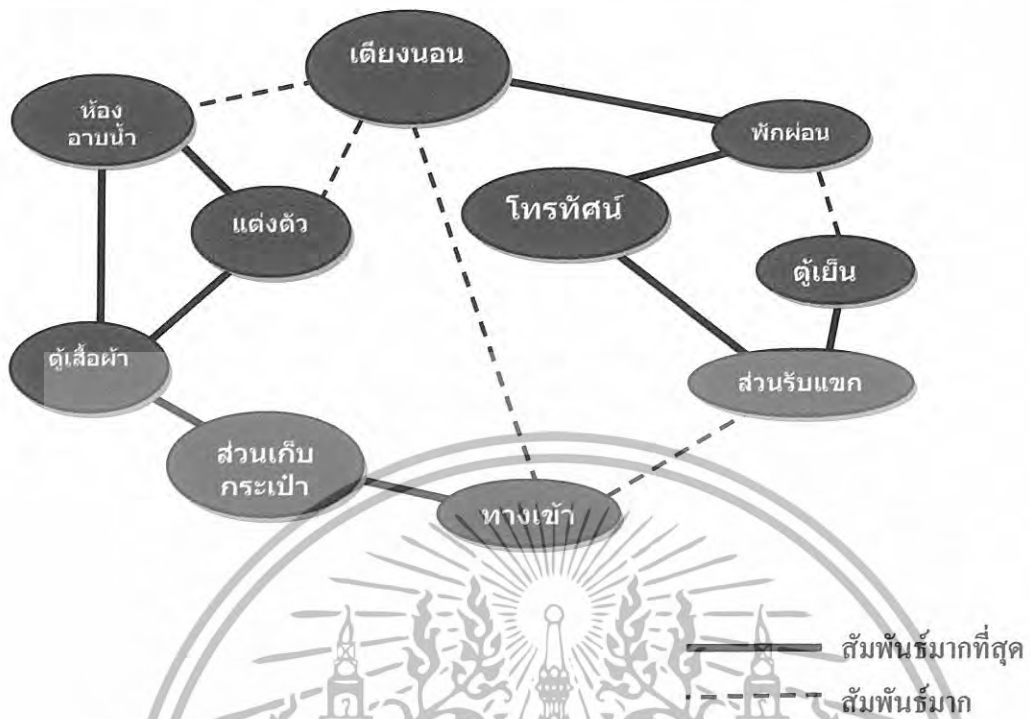 เตียงนอน
ห้อง
อาบน้ำ
พักผ่อน
แต่งตัว
โทรทัศน์
ตู้เย็น
ตู้เสื้อผ้า
ส่วนรับแขก
ส่วนเก็บ
กระเป๋า
ทางเข้า
สัมพันธ์มากที่สุด
สัมพันธ์มาก